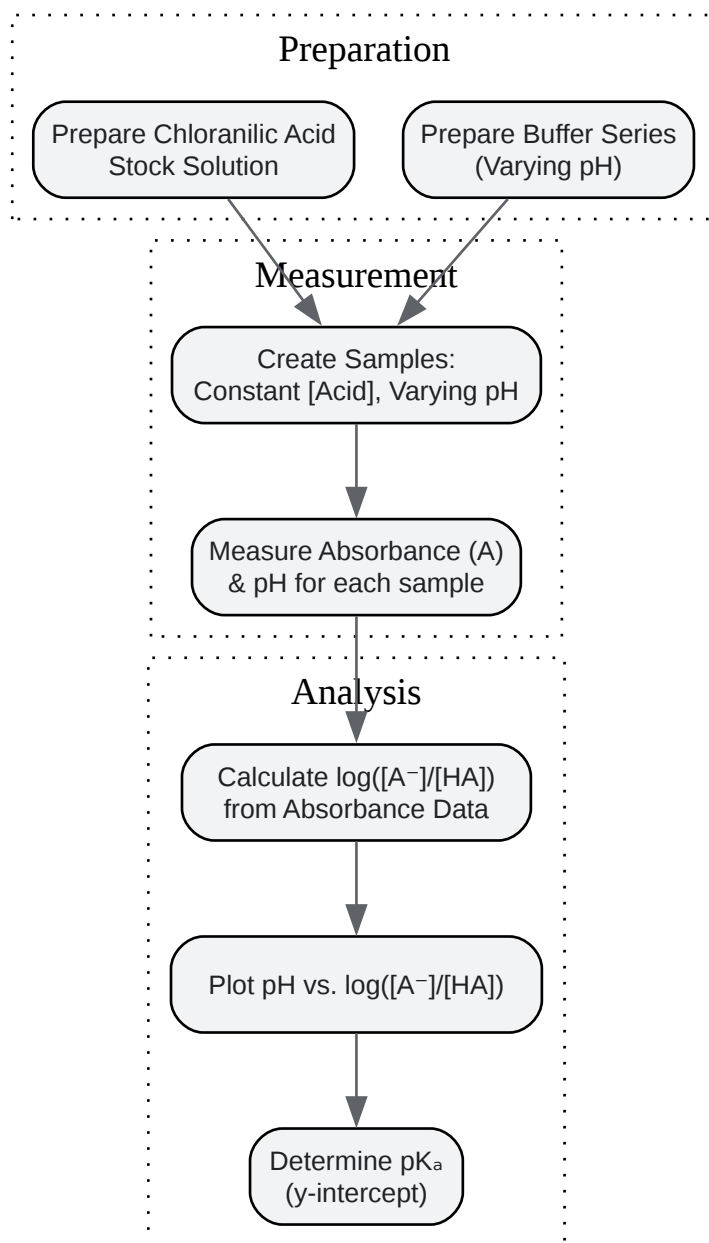 Preparation
Prepare Chloranilic Acid
Stock Solution
Prepare Buffer Series
(Varying pH)
Measurement
Create Samples:
Constant [Acid], Varying pH
Measure Absorbance (A)
& pH for each sample
Analysis
Calculate log([A⁻]/[HA])
from Absorbance Data
Plot pH vs. log([A⁻]/[HA])
Determine pKₐ
(y-intercept)